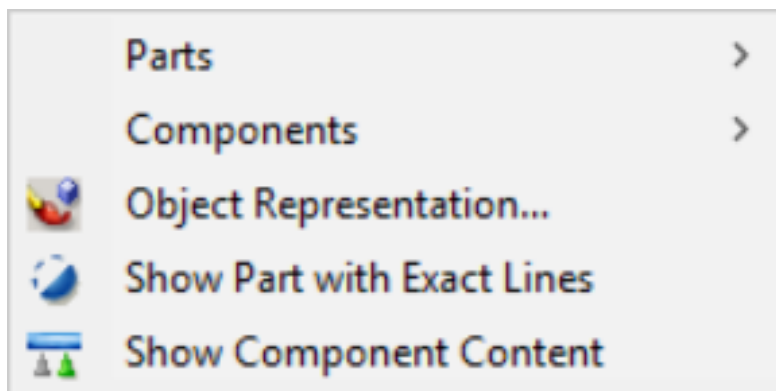 Parts
Components
Object Representation...
Show Part with Exact Lines
Show Component Content